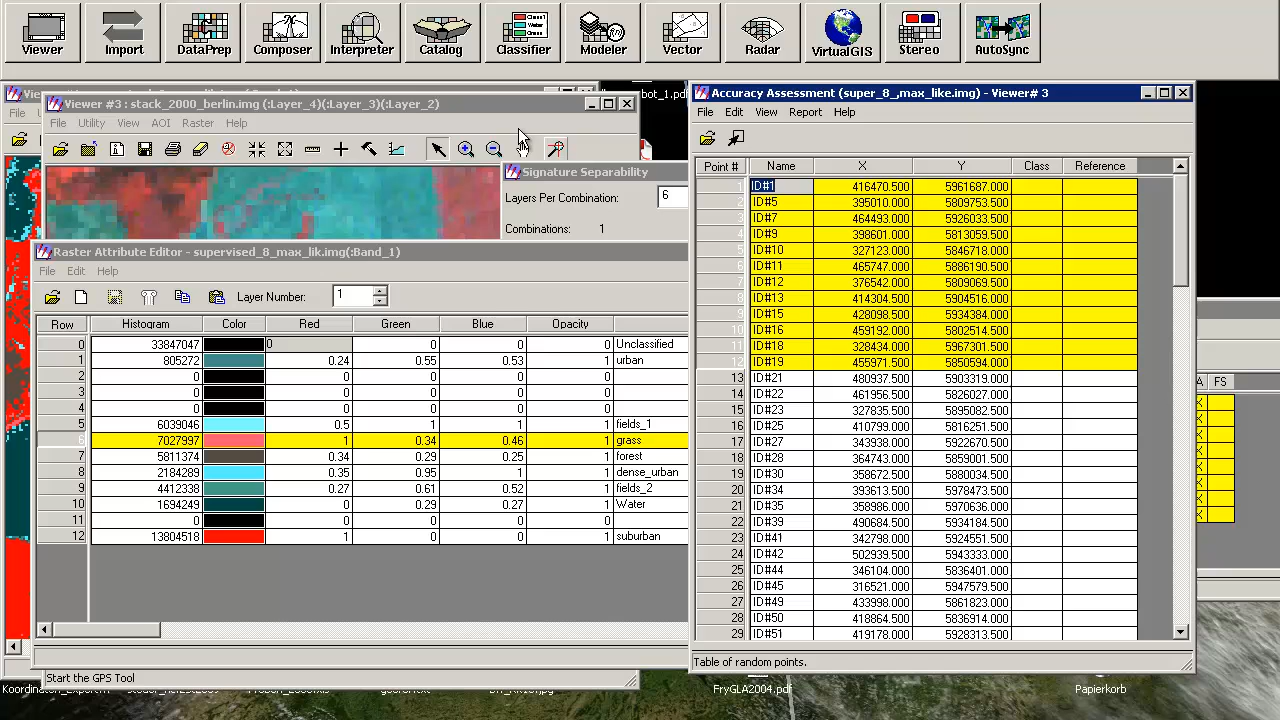 Viewer Import DataPrep Composer Interpreter Catalog Classifier Modeler Vector Radar VirtualGIS Stereo AutoSync
Viewer #3 : stack_2000_berlin.img (:Layer_4)(:Layer_3)(:Layer_2)
File Utility View AOI Raster Help
Signature Separability
Layers Per Combination: 6
Combinations: 1
Raster Attribute Editor - supervised_8_max_lik.img(:Band_1)
File Edit Help
Layer Number: 1
Row Histogram Color Red Green Blue Opacity
0 33847047 0 0 0 0 Unclassified
1 805272 0.24 0.55 0.53 1 urban
2 0 0 0 0 0
3 0 0 0 0 0
4 0 0 0 0 0
5 6039046 0.5 1 1 1 fields_1
6 7027997 1 0.34 0.46 1 grass
7 5811374 0.34 0.29 0.25 1 forest
8 2184289 0.35 0.95 1 1 dense_urban
9 4412338 0.27 0.61 0.52 1 fields_2
10 1694249 0 0.29 0.27 1 Water
11 0 0 0 0 0
12 13804518 1 0 0 1 suburban
Start the GPS Tool
bot_1.pdf
Accuracy Assessment (super_8_,max_like.img) - Viewer# 3
File Edit View Report Help
Point # Name X Y Class Reference
1 ID#1 416470.500 5961687.000
2 ID#5 395010.000 5809753.500
3 ID#7 464493.000 5926033.500
4 ID#9 398601.000 5813059.500
5 ID#10 327123.000 5846718.000
6 ID#11 465747.000 5886190.500
7 ID#12 376542.000 5809069.500
8 ID#13 414304.500 5904516.000
9 ID#15 428098.500 5934384.000
10 ID#16 459192.000 5802514.500
11 ID#18 328434.000 5967301.500
12 ID#19 455971.500 5850594.000
13 ID#21 480937.500 5903319.000
14 ID#22 461956.500 5826027.000
15 ID#23 327835.500 5895082.500
16 ID#25 410799.000 5816251.500
17 ID#27 343938.000 5922670.500
18 ID#28 364743.000 5859001.500
19 ID#30 358672.500 5880034.500
20 ID#34 393613.500 5978473.500
21 ID#35 358986.000 5970636.000
22 ID#39 490684.500 5934184.500
23 ID#41 342798.000 5924551.500
24 ID#42 502939.500 5943333.000
25 ID#44 346104.000 5836401.000
26 ID#45 316521.000 5947579.500
27 ID#49 433998.000 5861823.000
28 ID#50 418864.500 5836914.000
29 ID#51 419178.000 5928313.500
Table of random points.
A FS
FryGLA2004.pdf
Papierkorb